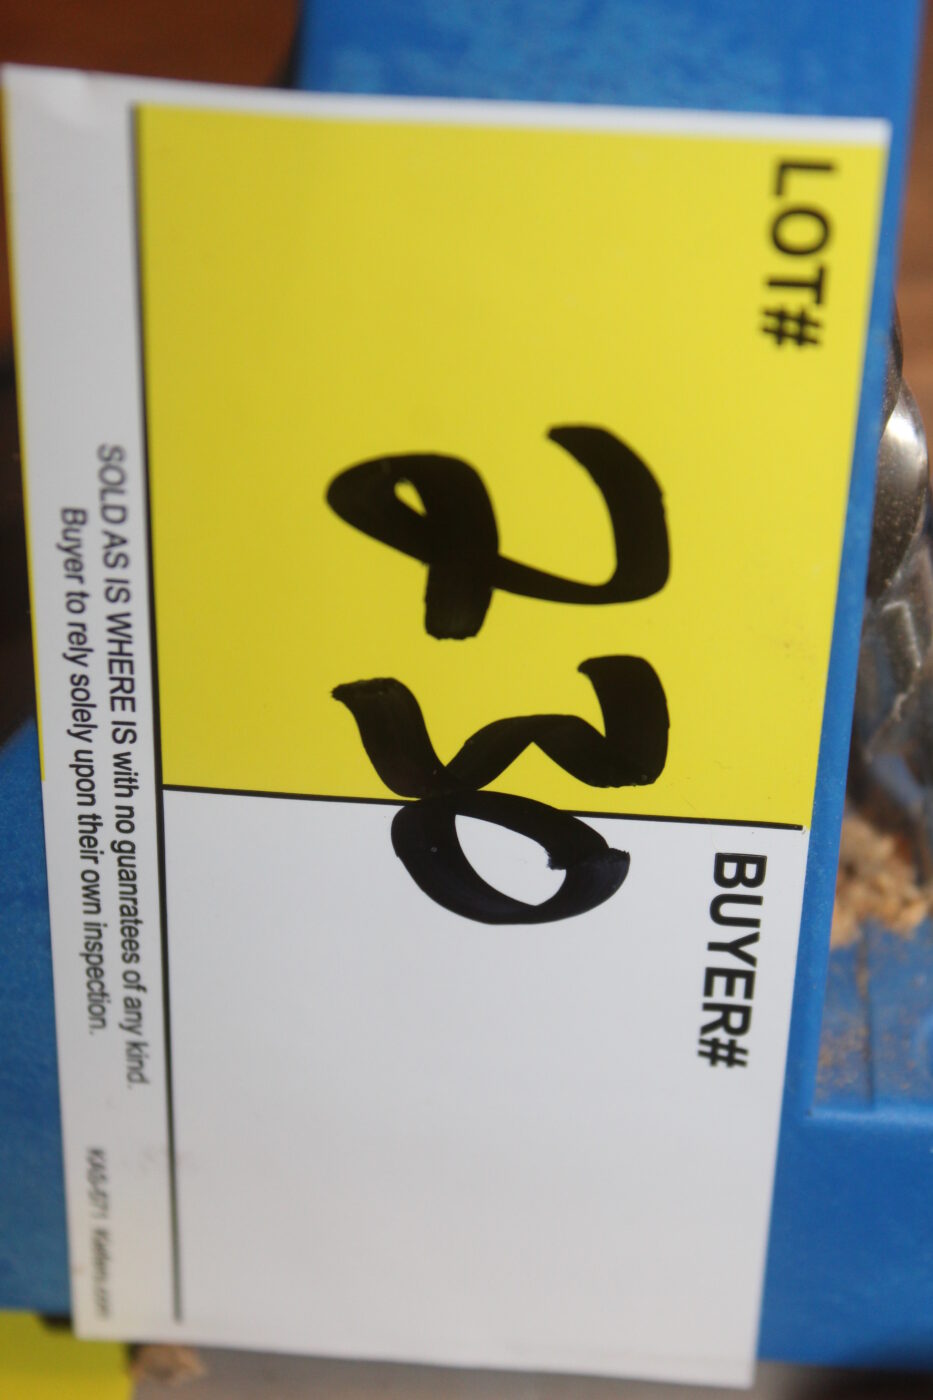 LOT#
BUYER#
230
SOLD AS IS WHERE IS with no guanratees of any kind.
Buyer to rely solely upon their own inspection.